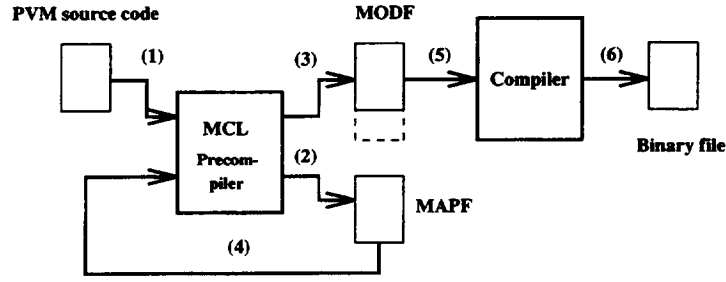 PVM source code
MODF
(1)
(3)
(5)
(6)
MCL
Precom-
piler
Compiler
Binary file
(2)
MAPF
(4)